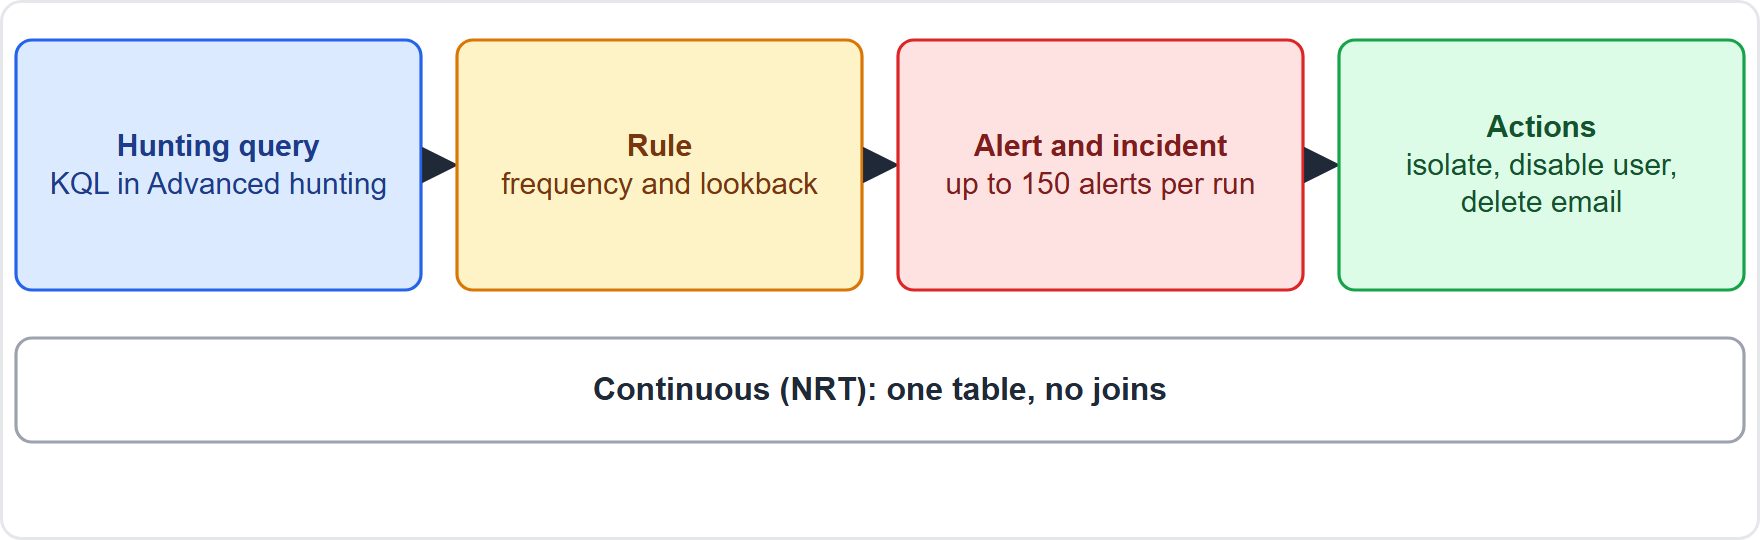 Hunting query
KQL in Advanced hunting
Rule
frequency and lookback
Alert and incident
up to 150 alerts per run
Actions
isolate, disable user,
delete email
Continuous (NRT): one table, no joins